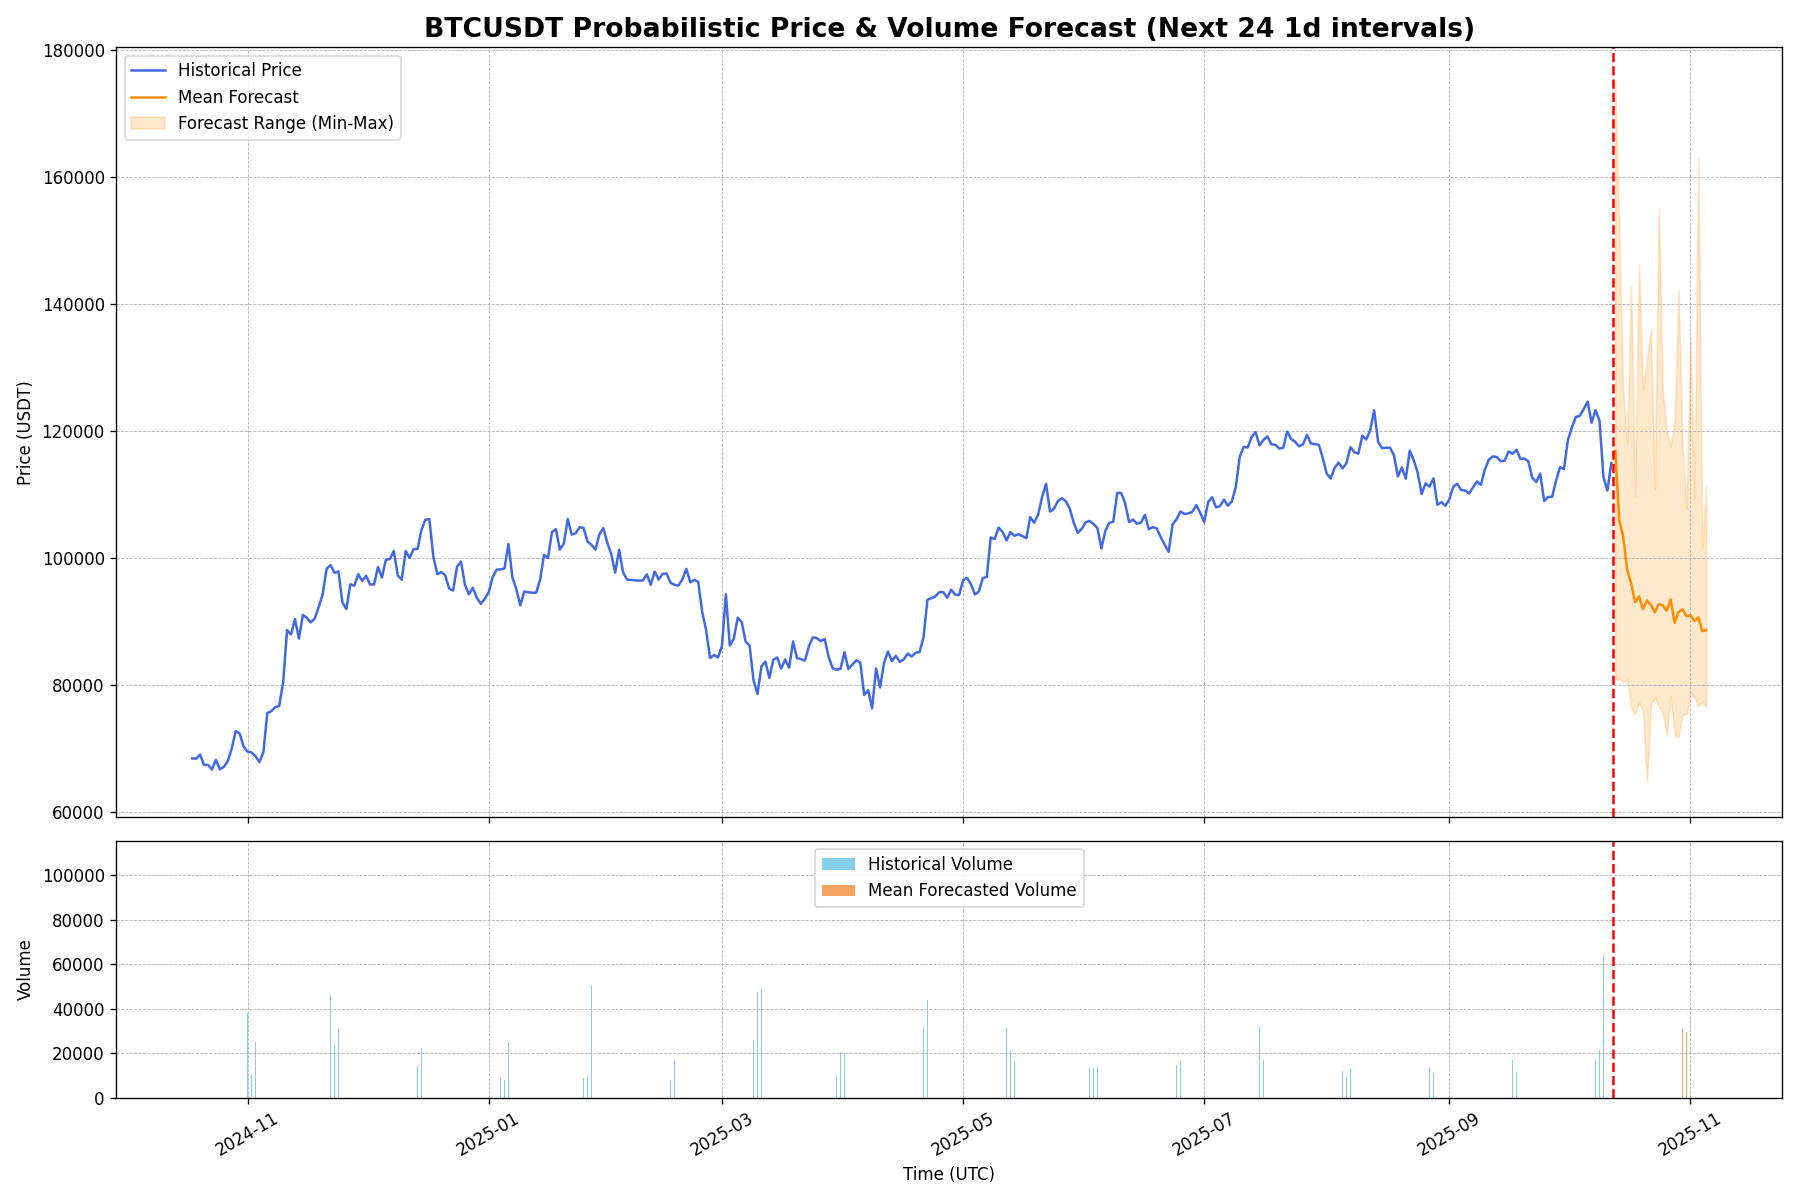 BTCUSDT Probabilistic Price & Volume Forecast (Next 24 1d intervals)
180000
160000
140000
120000
100000
80000
60000
Price (USDT)
Historical Price
Mean Forecast
Forecast Range (Min-Max)
100000
80000
60000
40000
20000
0
Volume
Historical Volume
Mean Forecasted Volume
2024-11
2025-01
2025-03
2025-05
2025-07
2025-09
2025-11
Time (UTC)